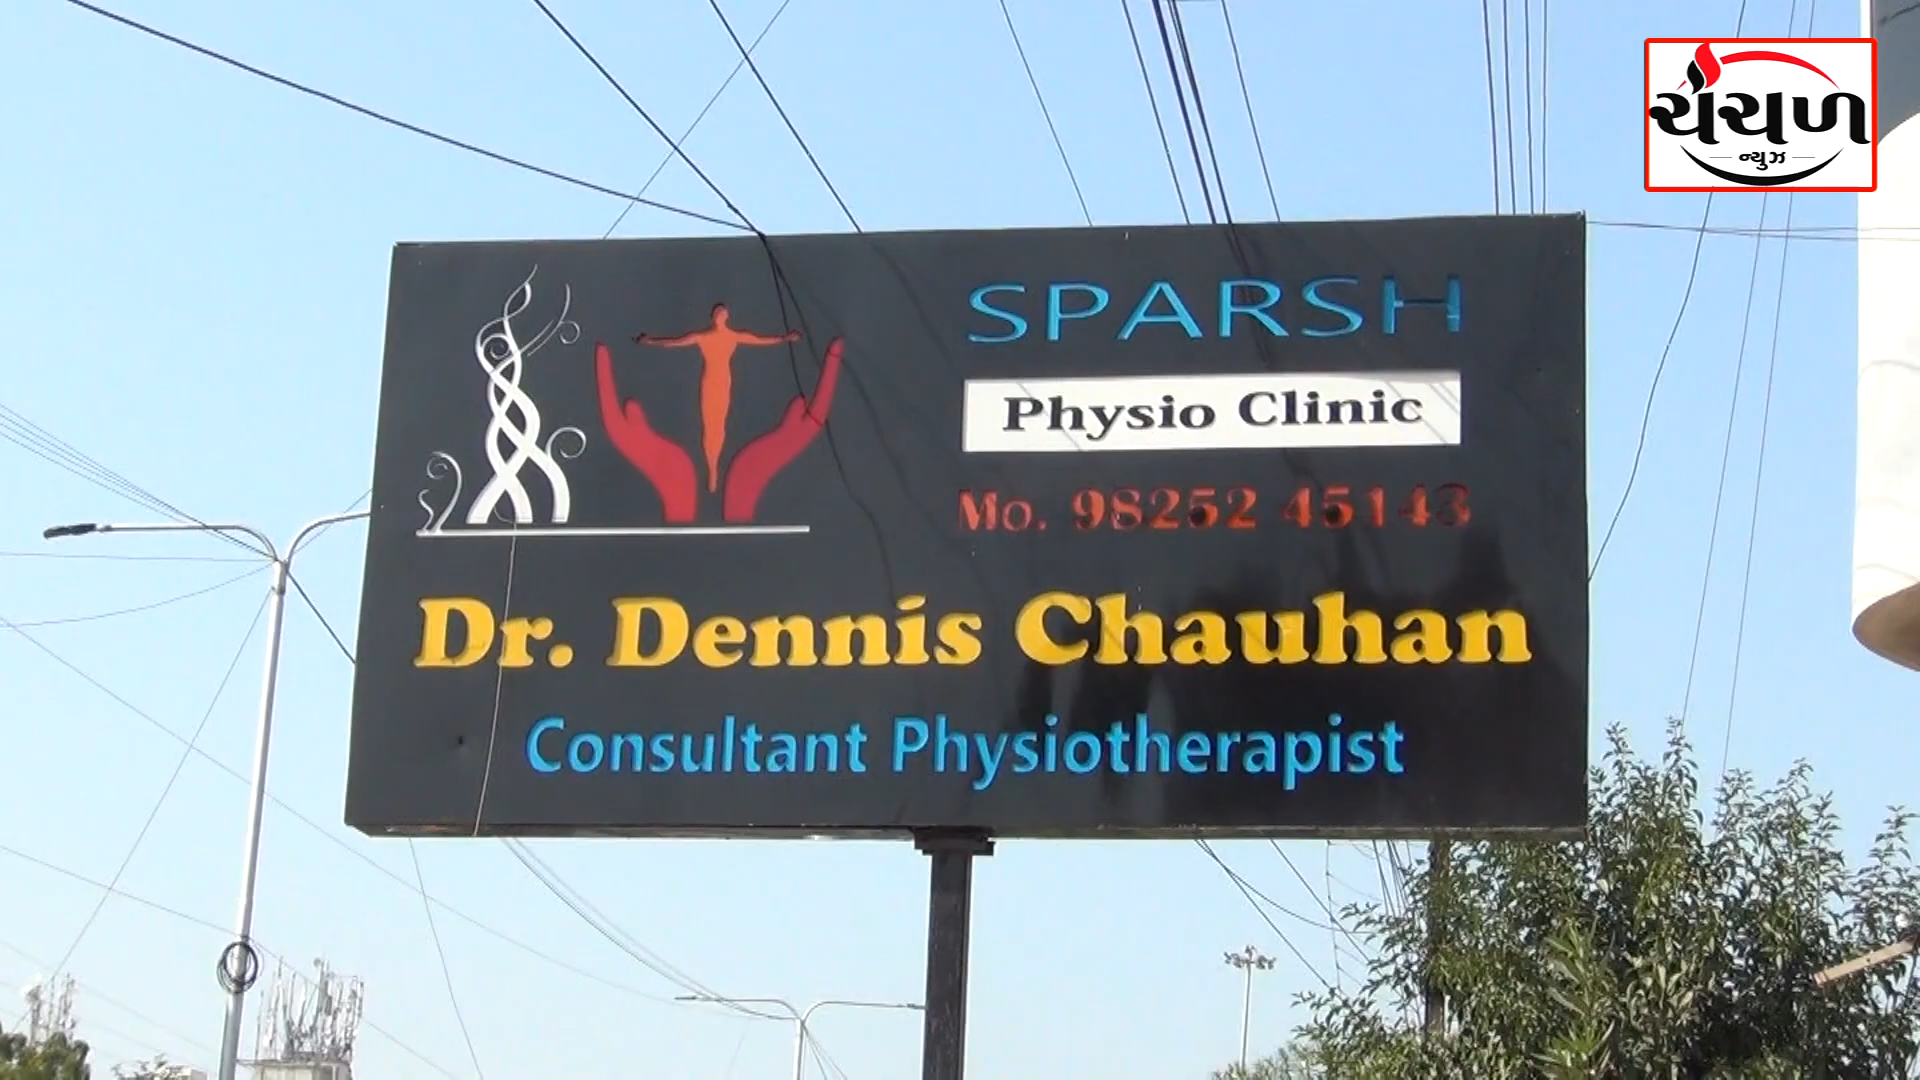 ચંચળ
ન્યુઝ
SPARSH
Physio Clinic
Mo. 98252 45143
Dr. Dennis Chauhan
Consultant Physiotherapist